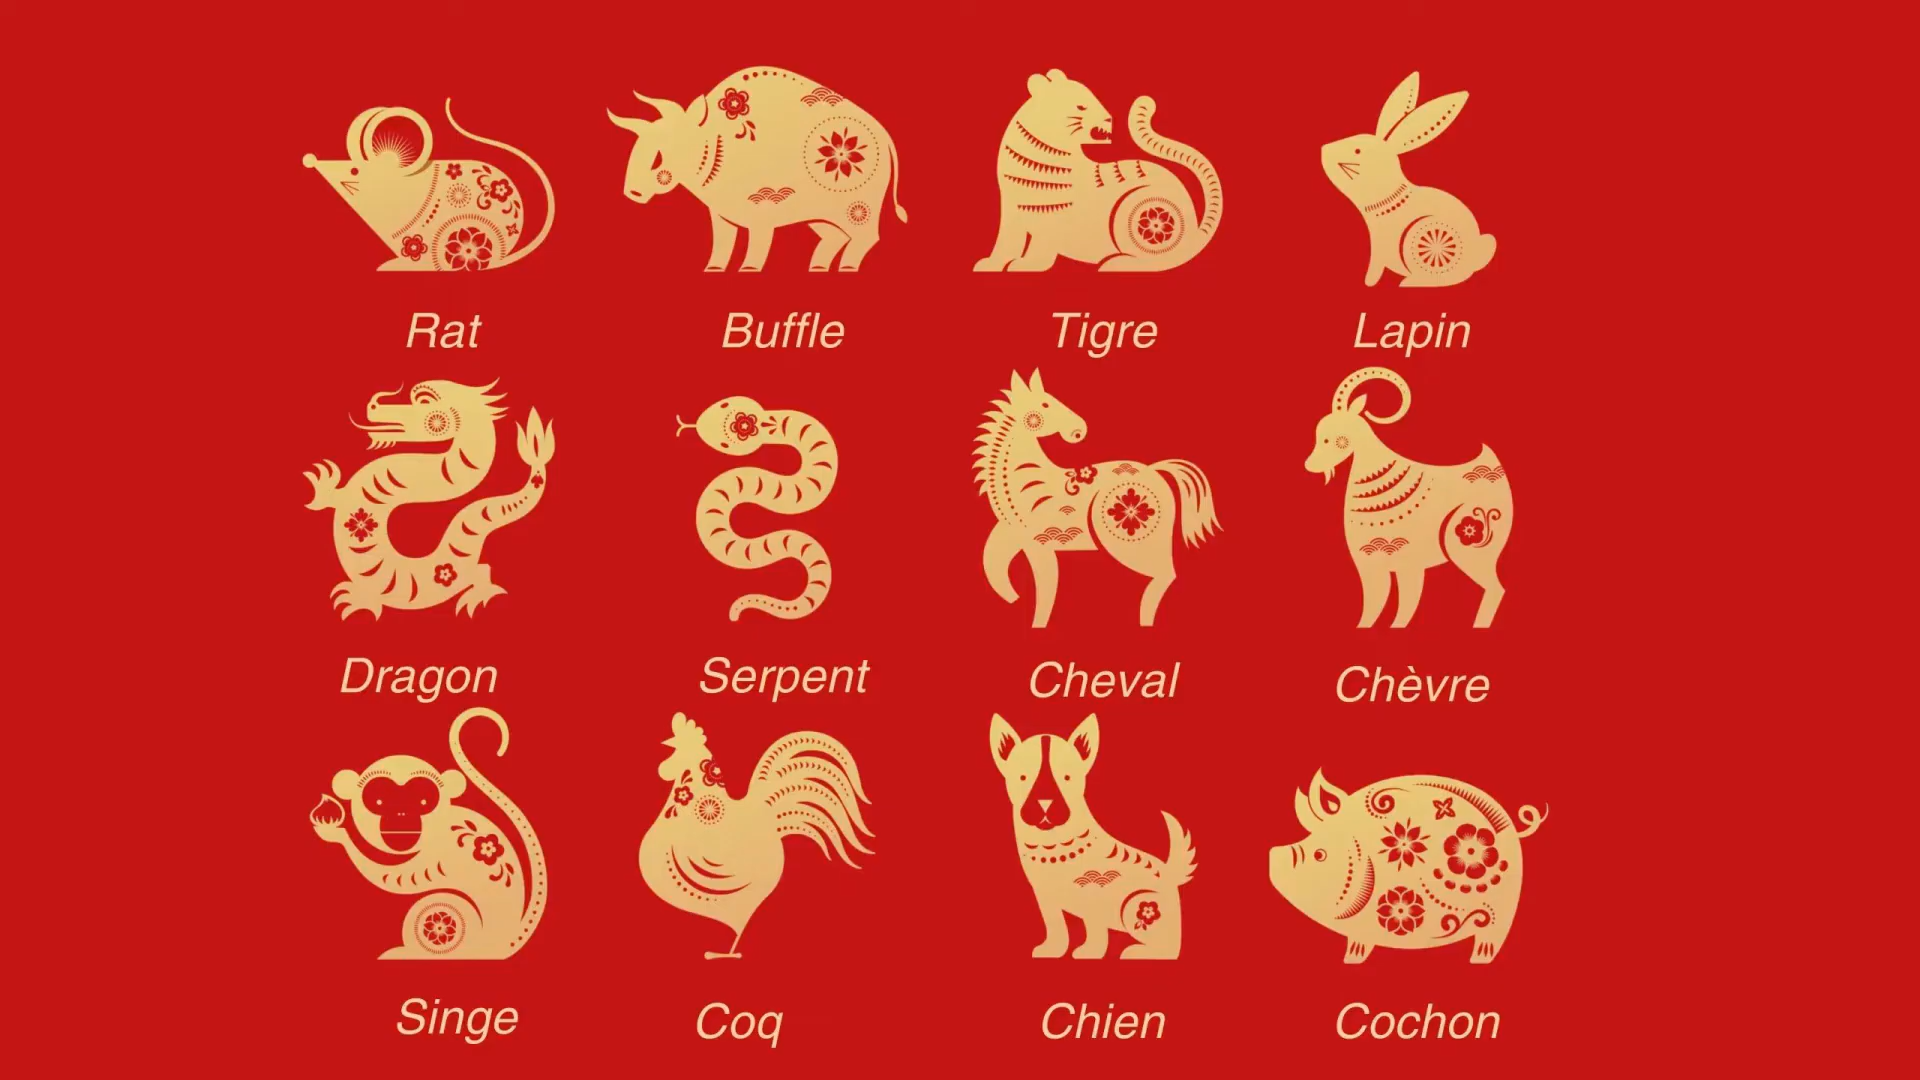 Rat
Buffle
Tigre
Lapin
Dragon
Serpent
Cheval
Chèvre
Singe
Coq
Chien
Cochon